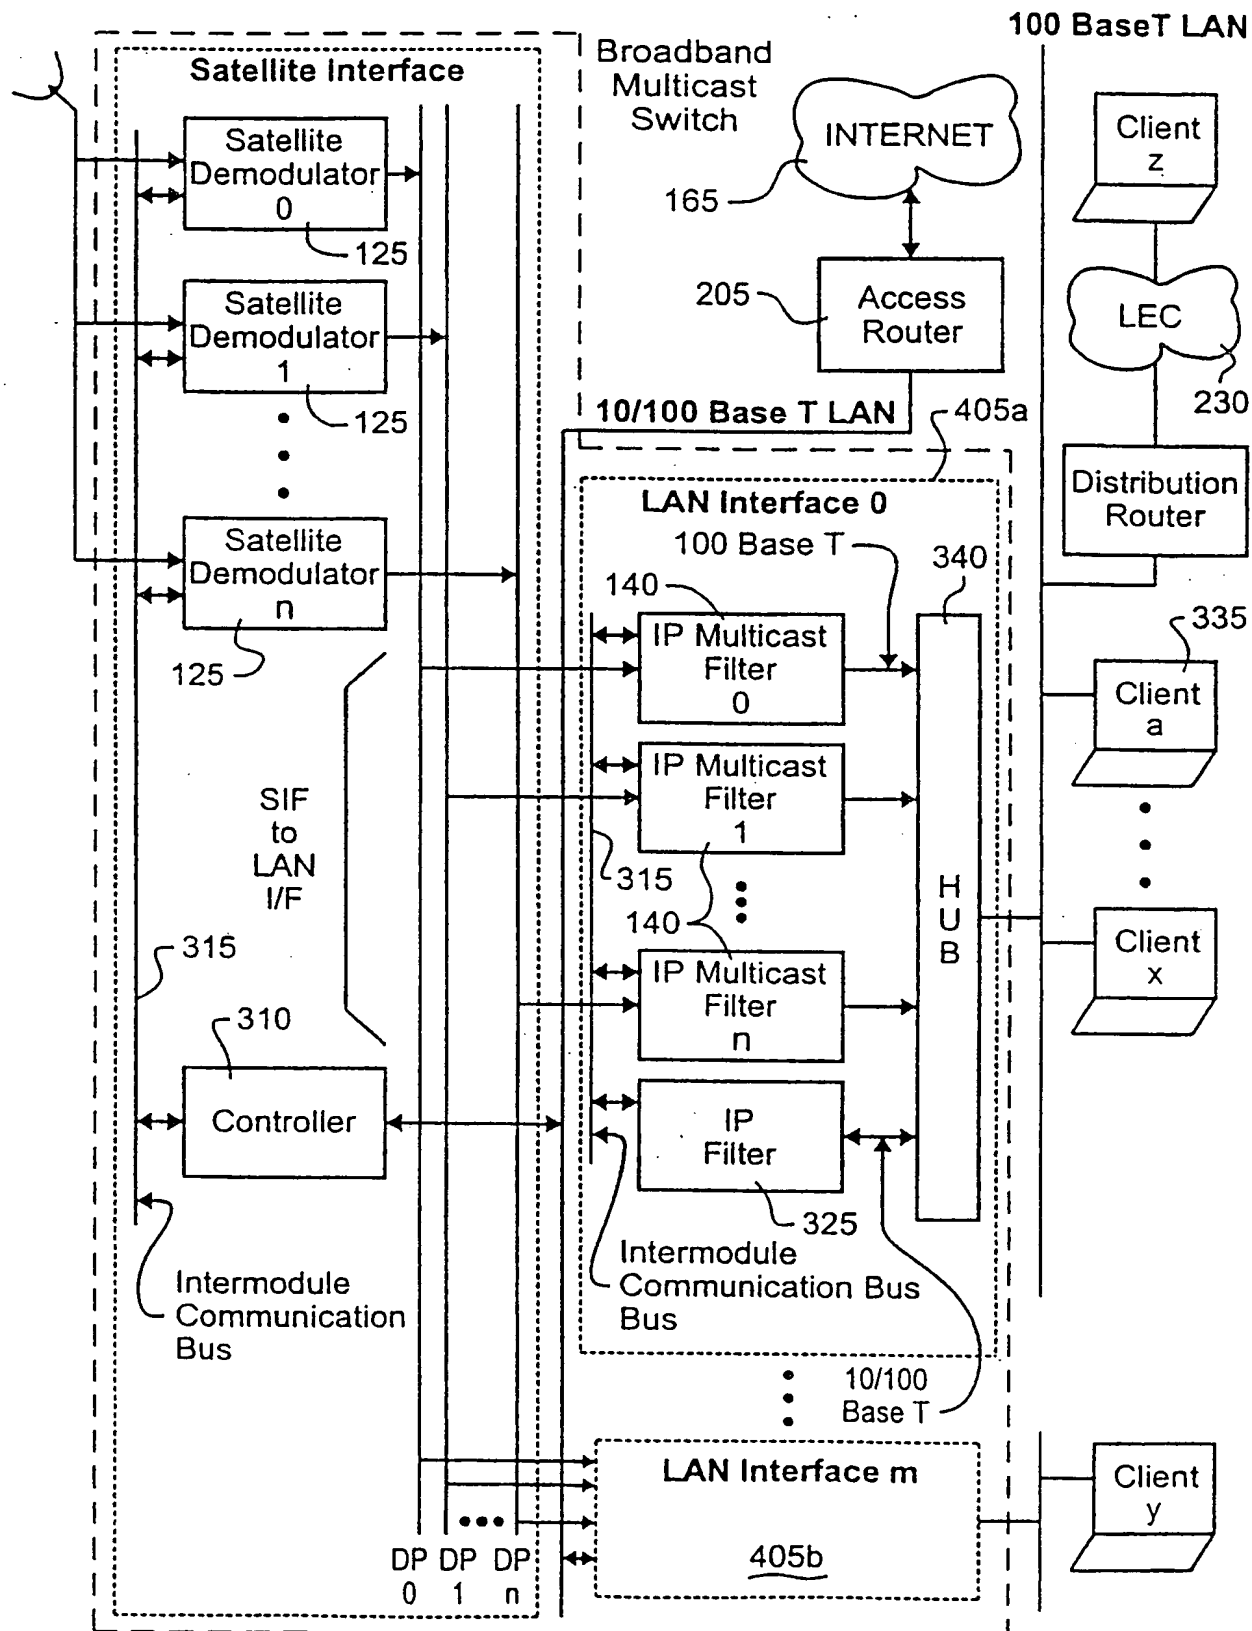 100 BaseT LAN
Satellite Interface
Broadband
Multicast
Switch
INTERNET
165
Client
z
Satellite
Demodulator
0
125
Satellite
Demodulator
1
125
205
Access
Router
LEC
230
10/100 Base T LAN
405a
LAN Interface 0
100 Base T
340
Distribution
Router
Satellite
Demodulator
n
125
140
IP Multicast
Filter
0
335
Client
a
IP Multicast
Filter
1
315
140
SIF
to
LAN
I/F
H
U
B
IP Multicast
Filter
n
Client
x
315
310
Controller
IP
Filter
325
Intermodule
Communication
Bus
Intermodule
Communication Bus
Bus
10/100
Base T
LAN Interface m
405b
Client
y
DP DP DP
0 1 n